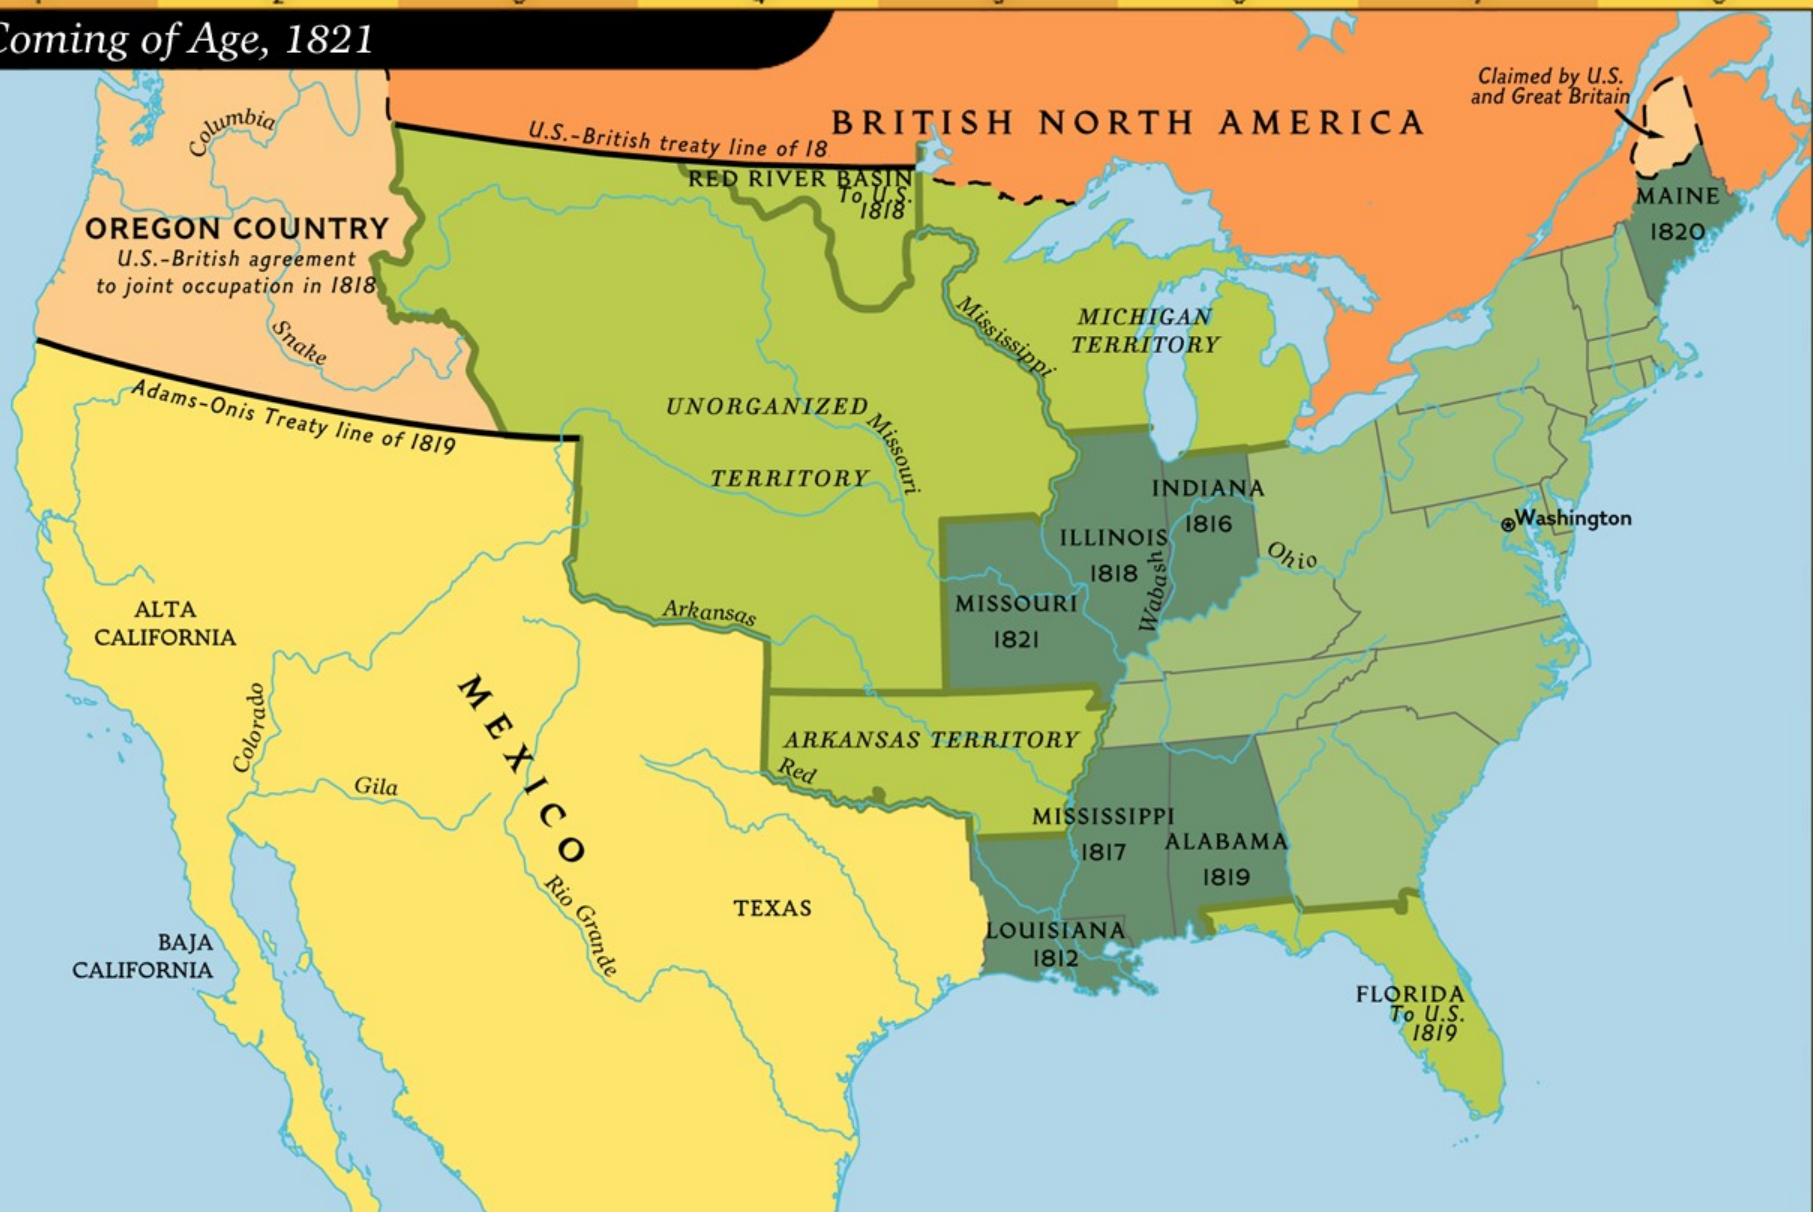 Coming of Age, 1821
Claimed by U.S.
and Great Britain
BRITISH NORTH AMERICA
U.S.-British treaty line of 18
Columbia
RED RIVER BASIN
To U.S.
1818
MAINE
1820
OREGON COUNTRY
U.S.-British agreement
to joint occupation in 1818
Snake
Mississippi
MICHIGAN
TERRITORY
Adams-Onis Treaty line of 1819
UNORGANIZED
TERRITORY
Missouri
INDIANA
1816
Washington
ILLINOIS
1818
Ohio
Wabash
MISSOURI
1821
ALTA
CALIFORNIA
Arkansas
MEXICO
Colorado
Gila
ARKANSAS TERRITORY
Red
MISSISSIPPI
1817
ALABAMA
1819
Rio Grande
TEXAS
LOUISIANA
1812
BAJA
CALIFORNIA
FLORIDA
To U.S.
1819